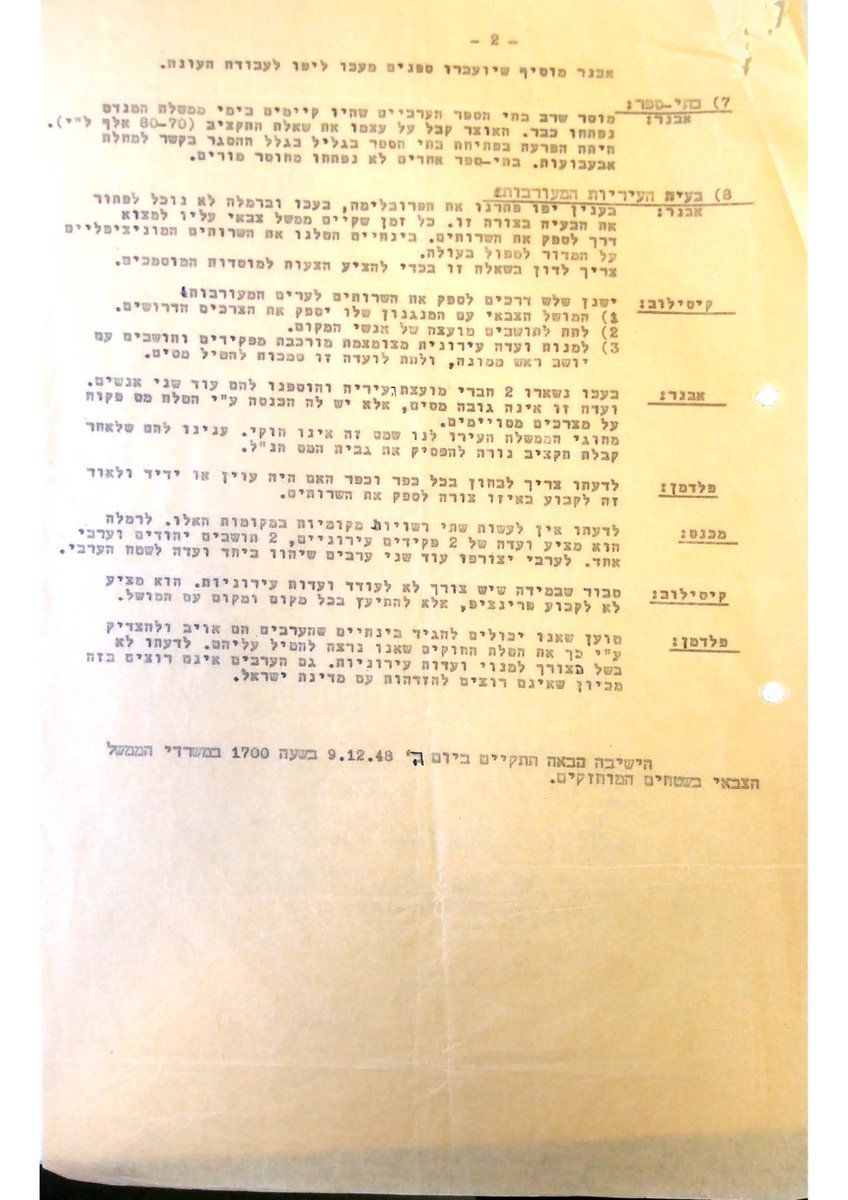 - 2 -
אבנר מוסיף שיועברו ספנים מעכו ליפו לעבודת העונה.
7) בתי-ספר:
אבנר: מוסר שרב בתי הספר הערביים שהיו קיימים בימי ממשלת המנדט
נפתחו כבר. האוצר קבל על עצמו את שאלת התקציב (80-70 אלף ל"י).
היתה הפרעה בפתיחת בתי הספר בגליל בגלל ההסגר בקשר למחלת
אבעבועות. בתי-ספר אחרים לא נפתחו מחוסר מורים.
8) בעית העיריות המעורבות:
אבנר: בענין יפו פתרנו את הפרובלימה, בעכו וברמלה לא נוכל לפתור
את הבעיה בצורה זו. כל זמן שקיים ממשל צבאי עליו למצוא
דרך לספק את השרותים. בינתיים הטלנו את השרותים המוניציפליים
על המדור לטפול בעולה.
צריך לדון בשאלה זו בכדי להציע הצעות למוסדות המוסמכים.
קיסילוב: ישנן שלש דרכים לספק את השרותים לערים המעורבות:
1) המושל הצבאי עם המנגנון שלו יספק את הצרכים הדרושים.
2) לתת לתושבים מועצה של אנשי המקום.
3) למנות ועדה עירונית מצומצמת מורכבת מפקידים ותושבים עם
יושב ראש ממונה, ולתת לועדה זו סמכות להטיל מסים.
אבנר: בעכו נשארו 2 חברי מועצת עיריה והוספנו להם עוד שני אנשים.
ועדה זו אינה גובה מסים, אלא יש לה הכנסה ע"י הטלת מס פקוח
על מצרכים מסויימים.
מחוגי הממשלה העירו לנו שמס זה אינו חוקי. ענינו להם שלאחר
קבלת תקציב נורה להפסיק את גבית המס הנ"ל.
פלדמן: לדעתו צריך לבחון בכל כפר וכפר האם היה עוין או ידיד ולאור
זה לקבוע באיזו צורה לספק את השרותים.
מכנס: לדעתו אין לעשות שתי רשויות מקומיות במקומות האלו. לרמלה
הוא מציע ועדה של 2 פקידים עירוניים, 2 תושבים יהודים וערבי
אחד. לערבי יצורפו עוד שני ערבים שיהוו ביחד ועדה לשטח הערבי.
קיסילוב: סבור שבמידה שיש צורך לא לעודד ועדות עירוניות. הוא מציע
לא לקבוע פרינציפ, אלא להתיעץ בכל מקום ומקום עם המושל.
פלדמן: טוען שאנו יכולים להגיד בינתיים שהערבים הם אויב ולהצדיק
ע"י כך את הטלת החוקים שאנו נרצה להטיל עליהם. לדעתו לא
בשל הצורך למנוי ועדות עירוניות. גם הערבים אינם רוצים בזה
מכיון שאינם רוצים להזדהות עם מדינת ישראל.
הישיבה הבאה תתקיים ביום ה' 9.12.48 בשעה 1700 במשרדי הממשל
הצבאי בשטחים המוחזקים.